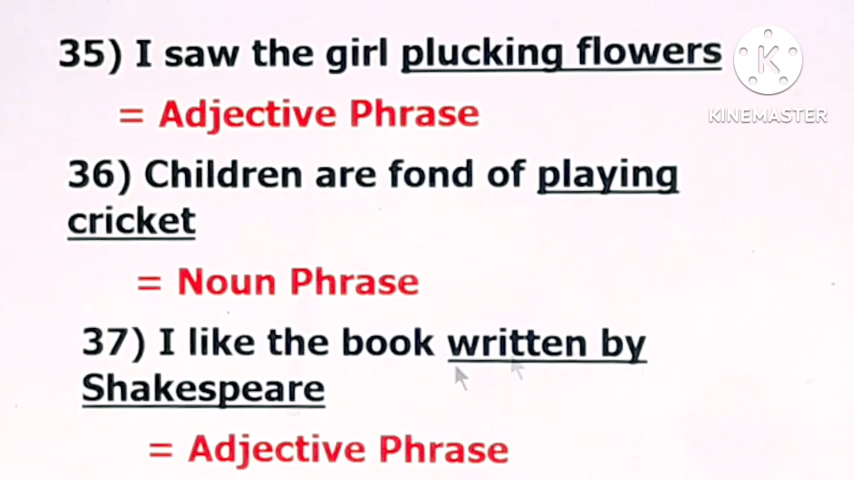 35) I saw the girl plucking flowers
= Adjective Phrase
36) Children are fond of playing
cricket
= Noun Phrase
37) I like the book written by
Shakespeare
= Adjective Phrase
K
KINEMASTER